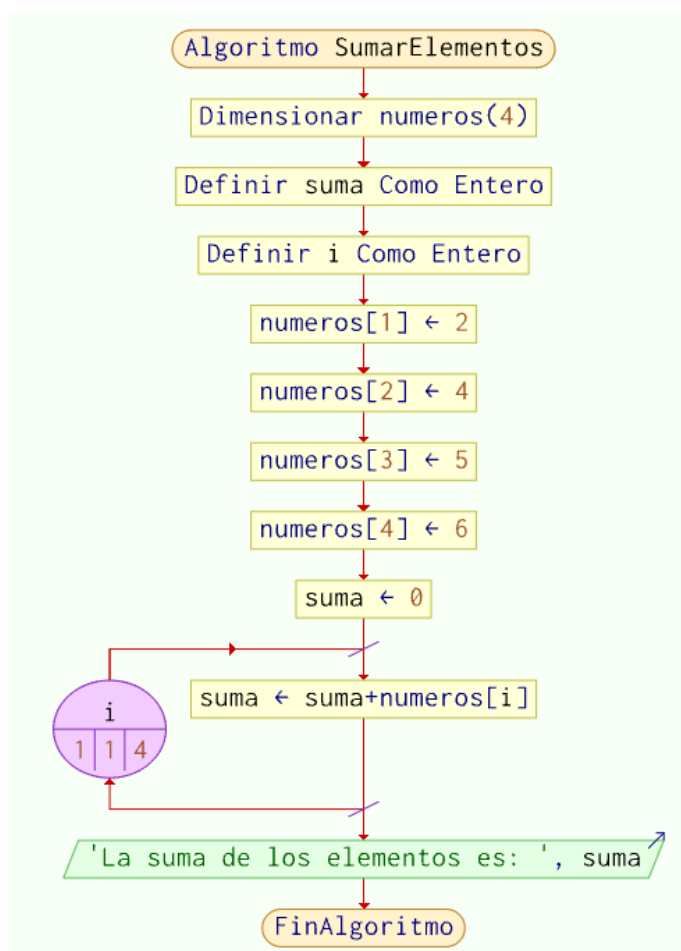 Algoritmo SumarElementos
Dimensionar numeros(4)
Definir suma Como Entero
Definir i Como Entero
numeros[1] ← 2
numeros[2] ← 4
numeros[3] ← 5
numeros[4] ← 6
suma ← 0
suma ← suma+numeros[i]
i
1 1 4
'La suma de los elementos es: ', suma
FinAlgoritmo